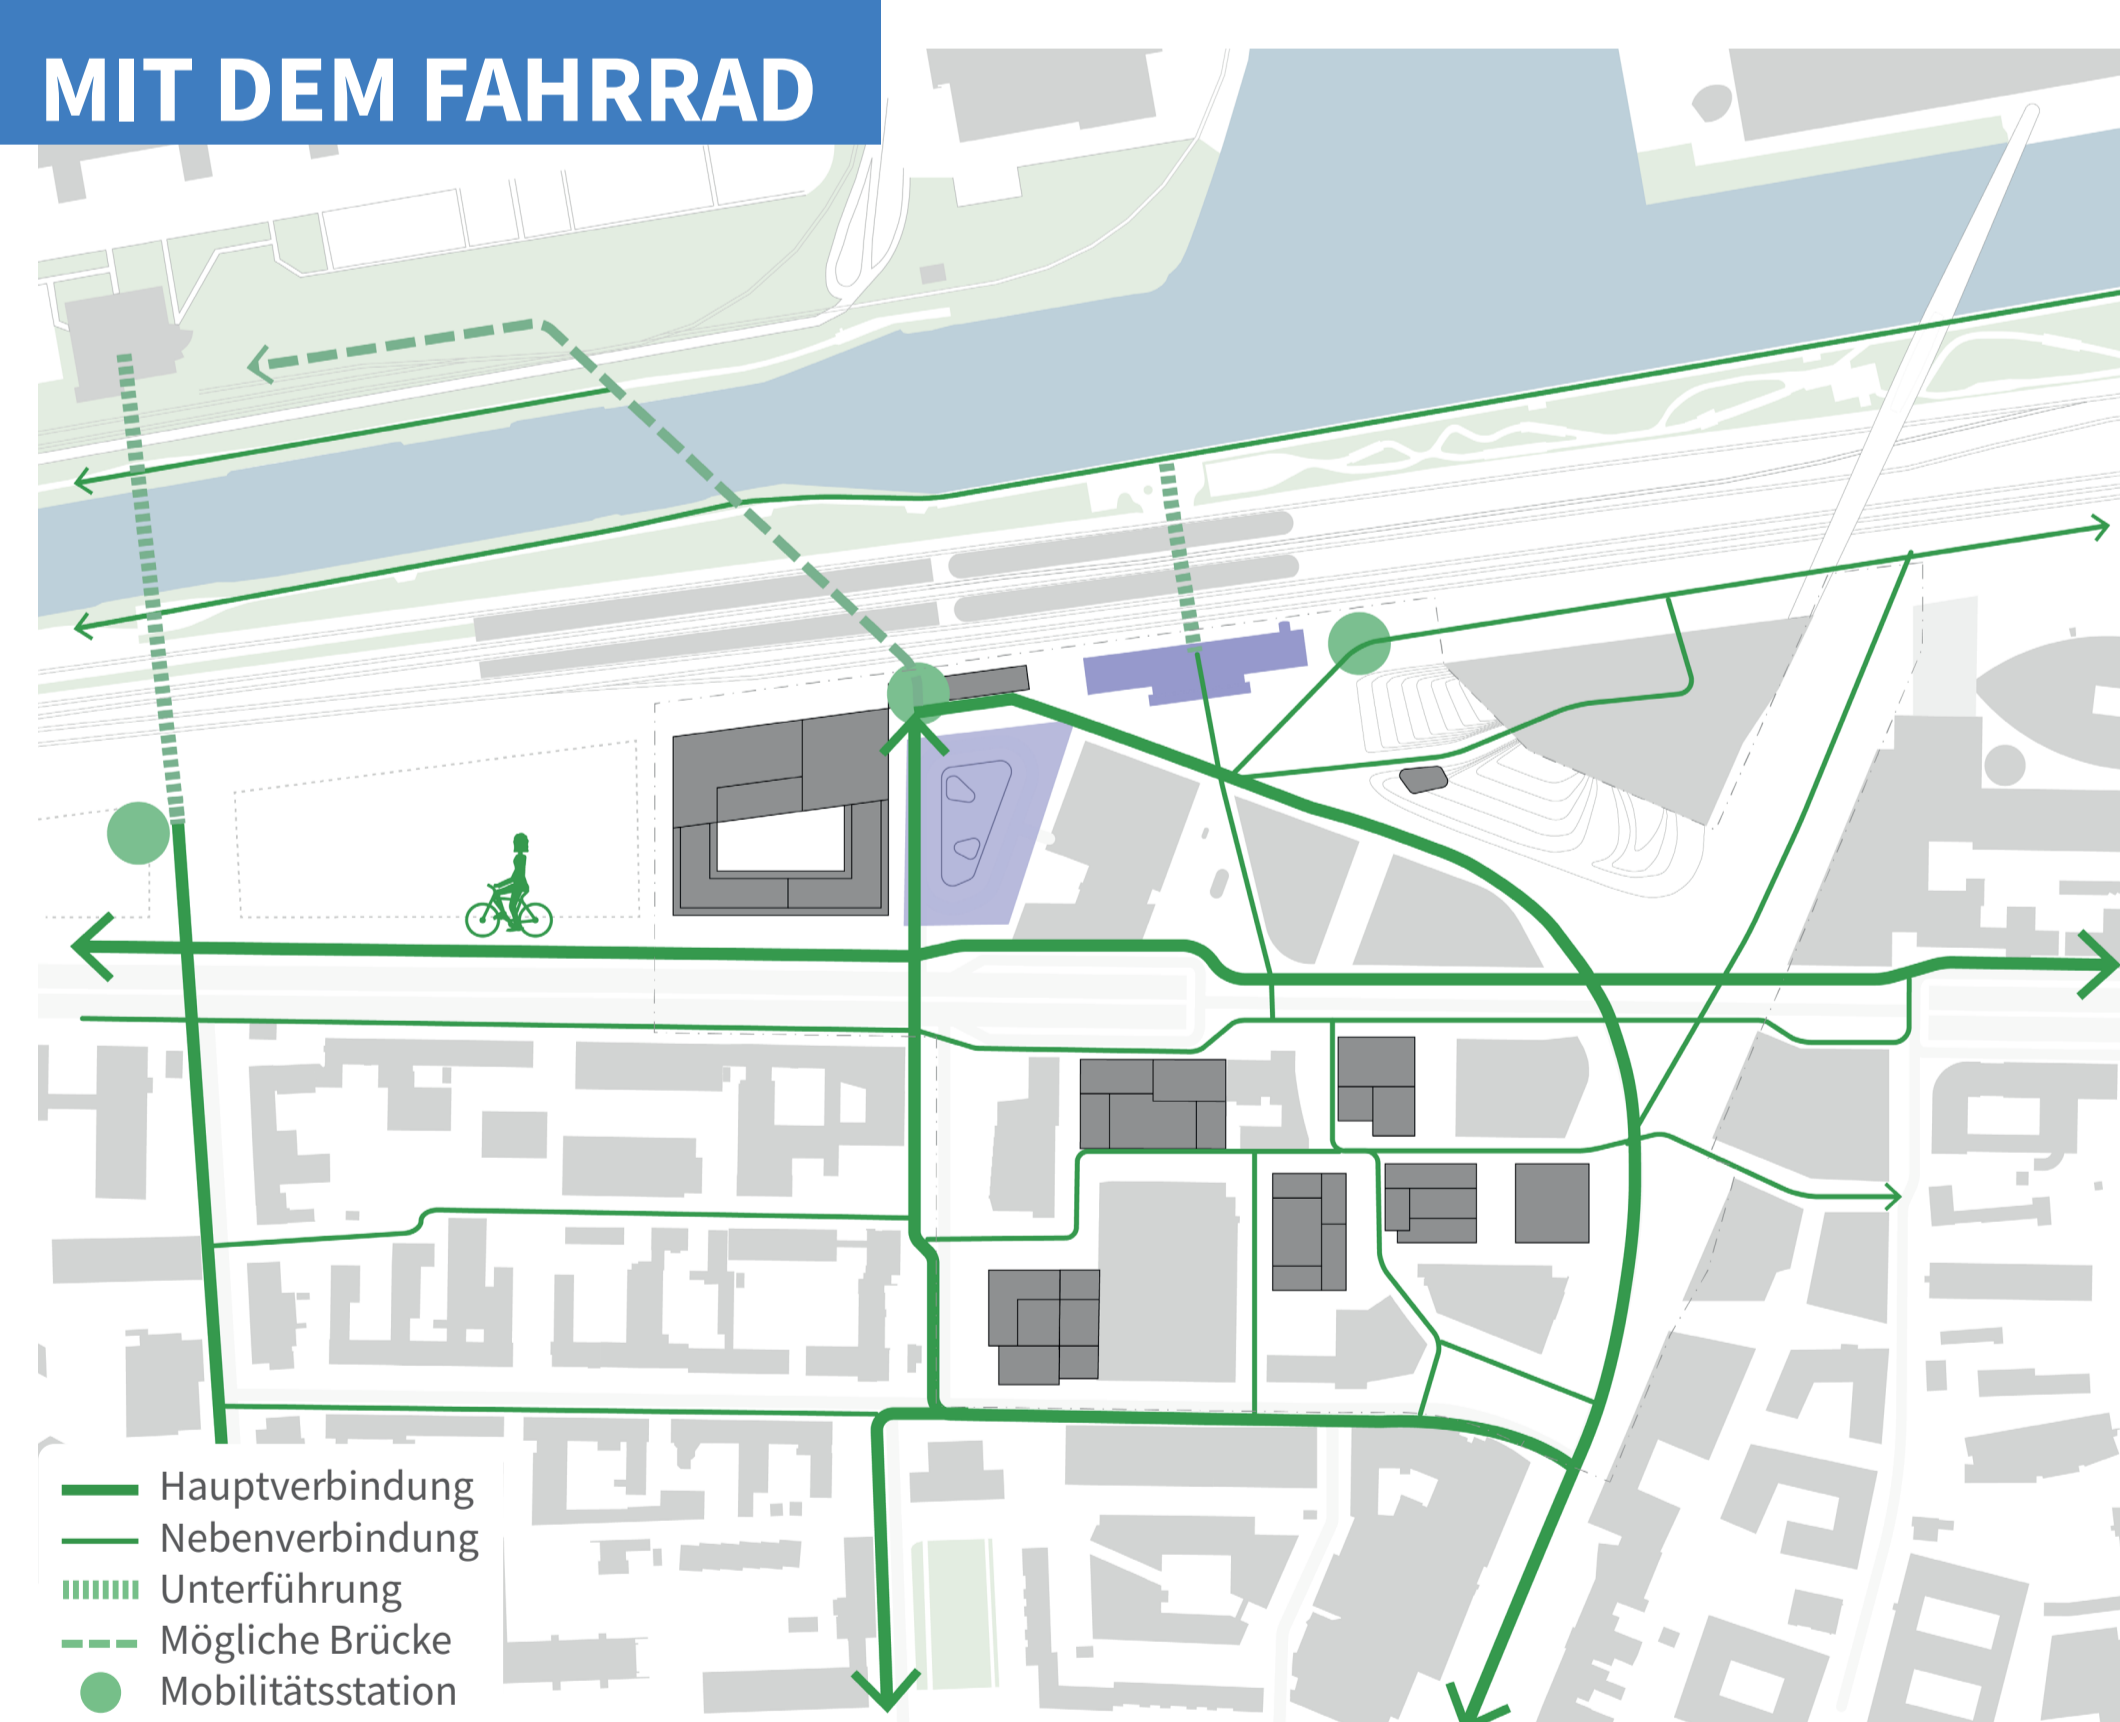 MIT DEM FAHRRAD
Hauptverbindung
Nebenverbindung
Unterführung
Mögliche Brücke
Mobilitätsstation